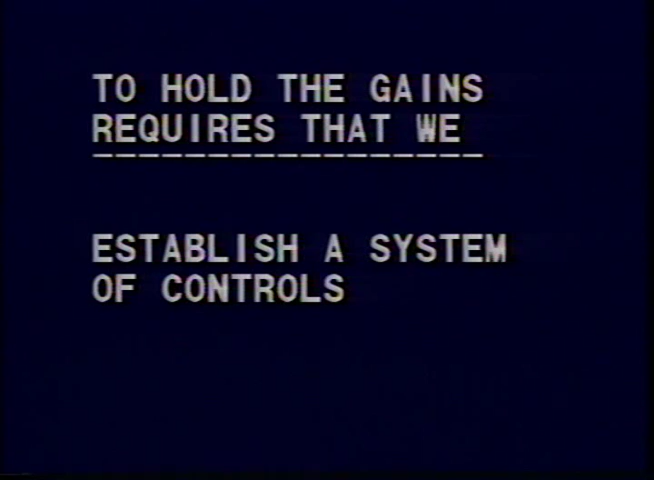 TO HOLD THE GAINS
REQUIRES THAT WE
-----------------
ESTABLISH A SYSTEM
OF CONTROLS